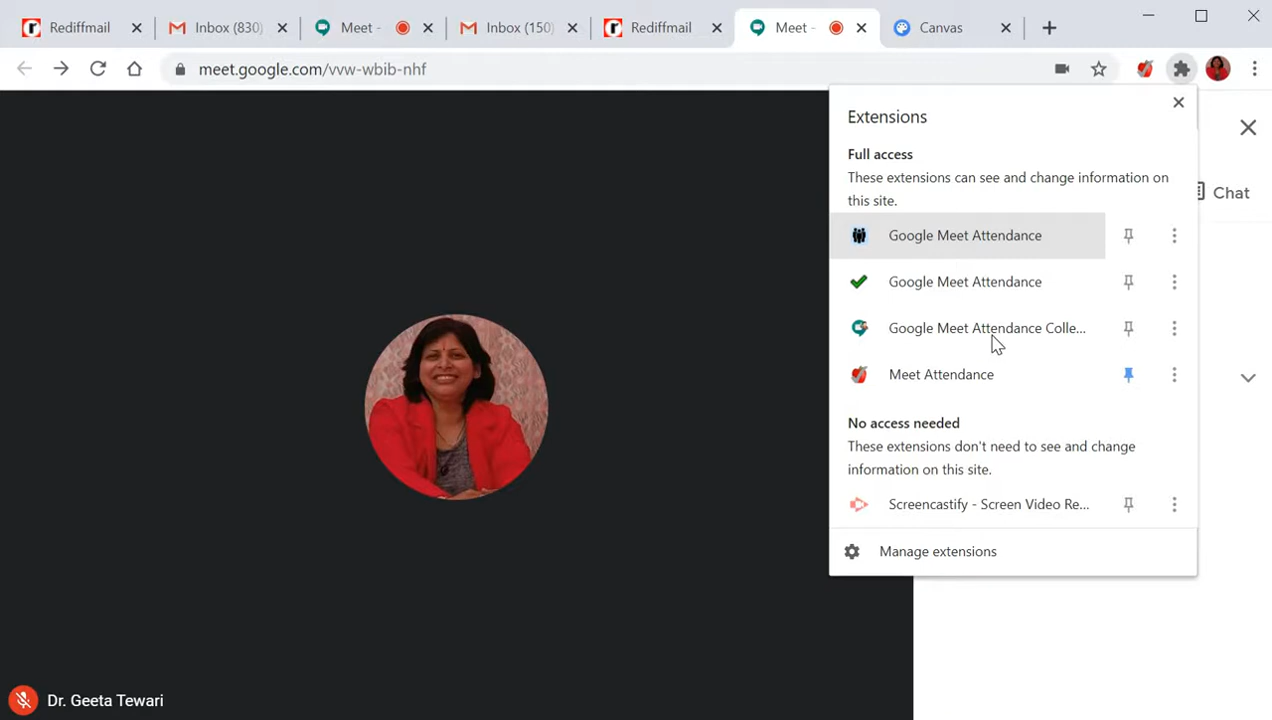 Rediffmail
Inbox (830)
Meet -
Inbox (150)
Rediffmail
Meet -
Canvas
meet.google.com/vvw-wbib-nhf
Extensions
Full access
These extensions can see and change information on
this site.
Google Meet Attendance
Google Meet Attendance
Google Meet Attendance Colle...
Meet Attendance
No access needed
These extensions don't need to see and change
information on this site.
Screencastify - Screen Video Re...
Manage extensions
Chat
Dr. Geeta Tewari